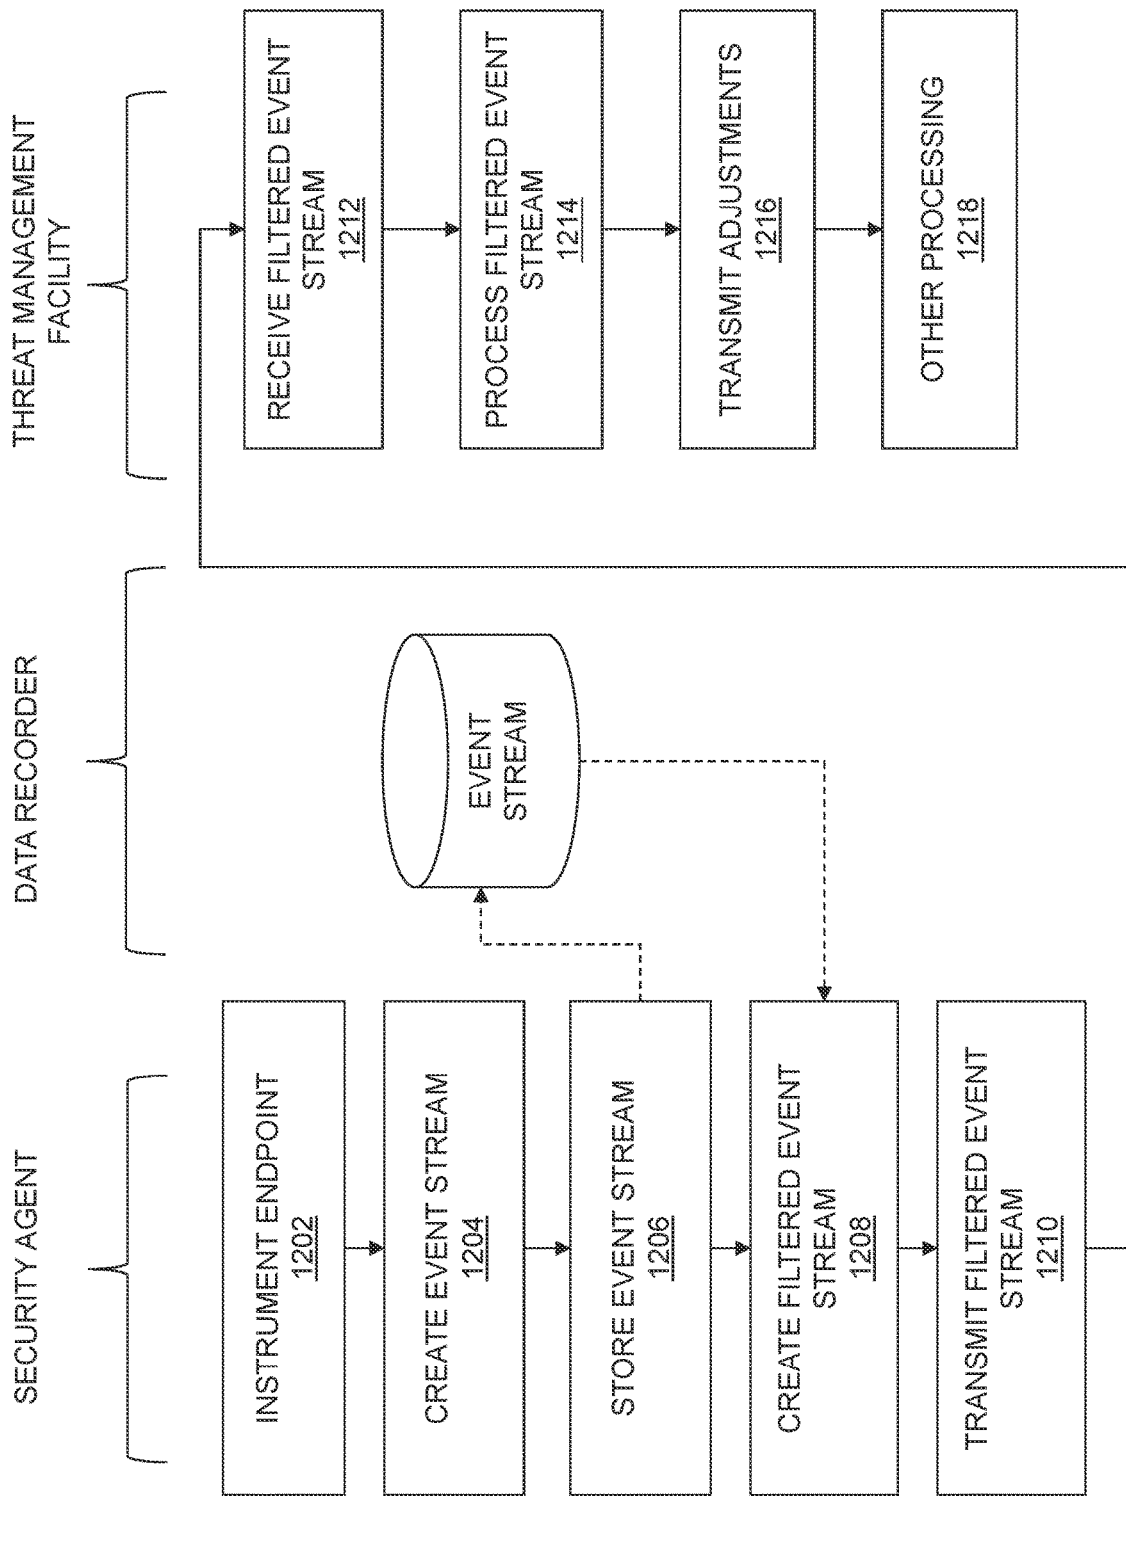 SECURITY AGENT
INSTRUMENT ENDPOINT
1202
CREATE EVENT STREAM
1204
STORE EVENT STREAM
1206
CREATE FILTERED EVENT
STREAM
1208
TRANSMIT FILTERED EVENT
STREAM
1210
DATA RECORDER
EVENT
STREAM
THREAT MANAGEMENT
FACILITY
RECEIVE FILTERED EVENT
STREAM
1212
PROCESS FILTERED EVENT
STREAM
1214
TRANSMIT ADJUSTMENTS
1216
OTHER PROCESSING
1218